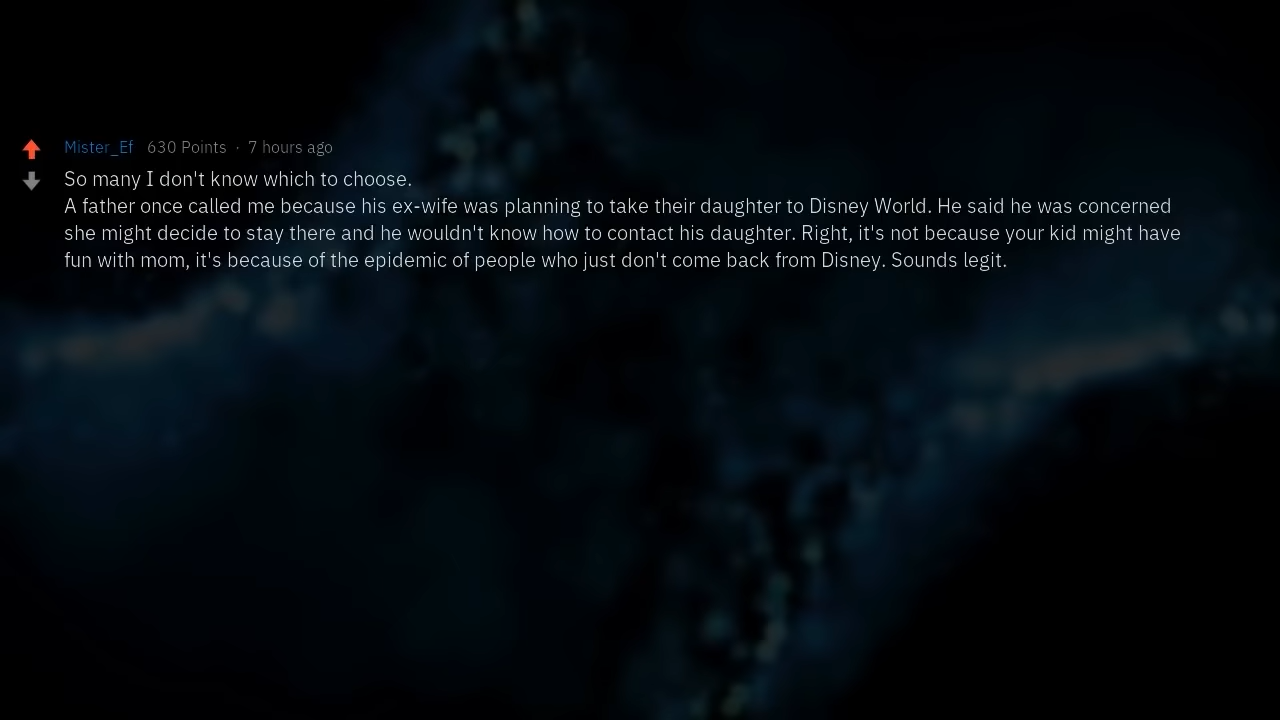 Mister_Ef 630 Points · 7 hours ago
So many I don't know which to choose.
A father once called me because his ex-wife was planning to take their daughter to Disney World. He said he was concerned
she might decide to stay there and he wouldn't know how to contact his daughter. Right, it's not because your kid might have
fun with mom, it's because of the epidemic of people who just don't come back from Disney. Sounds legit.